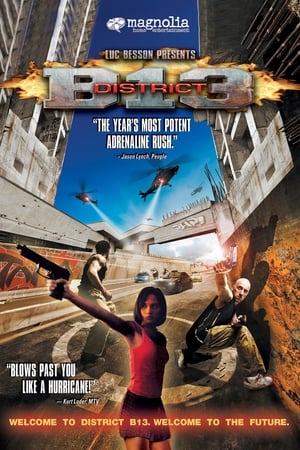 magnolia
home entertainment
LUC BESSON PRESENTS
DISTRICT
B13
"THE YEAR'S MOST POTENT
ADRENALINE RUSH."
– Jason Lynch, People
"BLOWS PAST YOU
LIKE A HURRICANE!"
– Kurt Loder, MTV
WELCOME TO DISTRICT B13. WELCOME TO THE FUTURE.